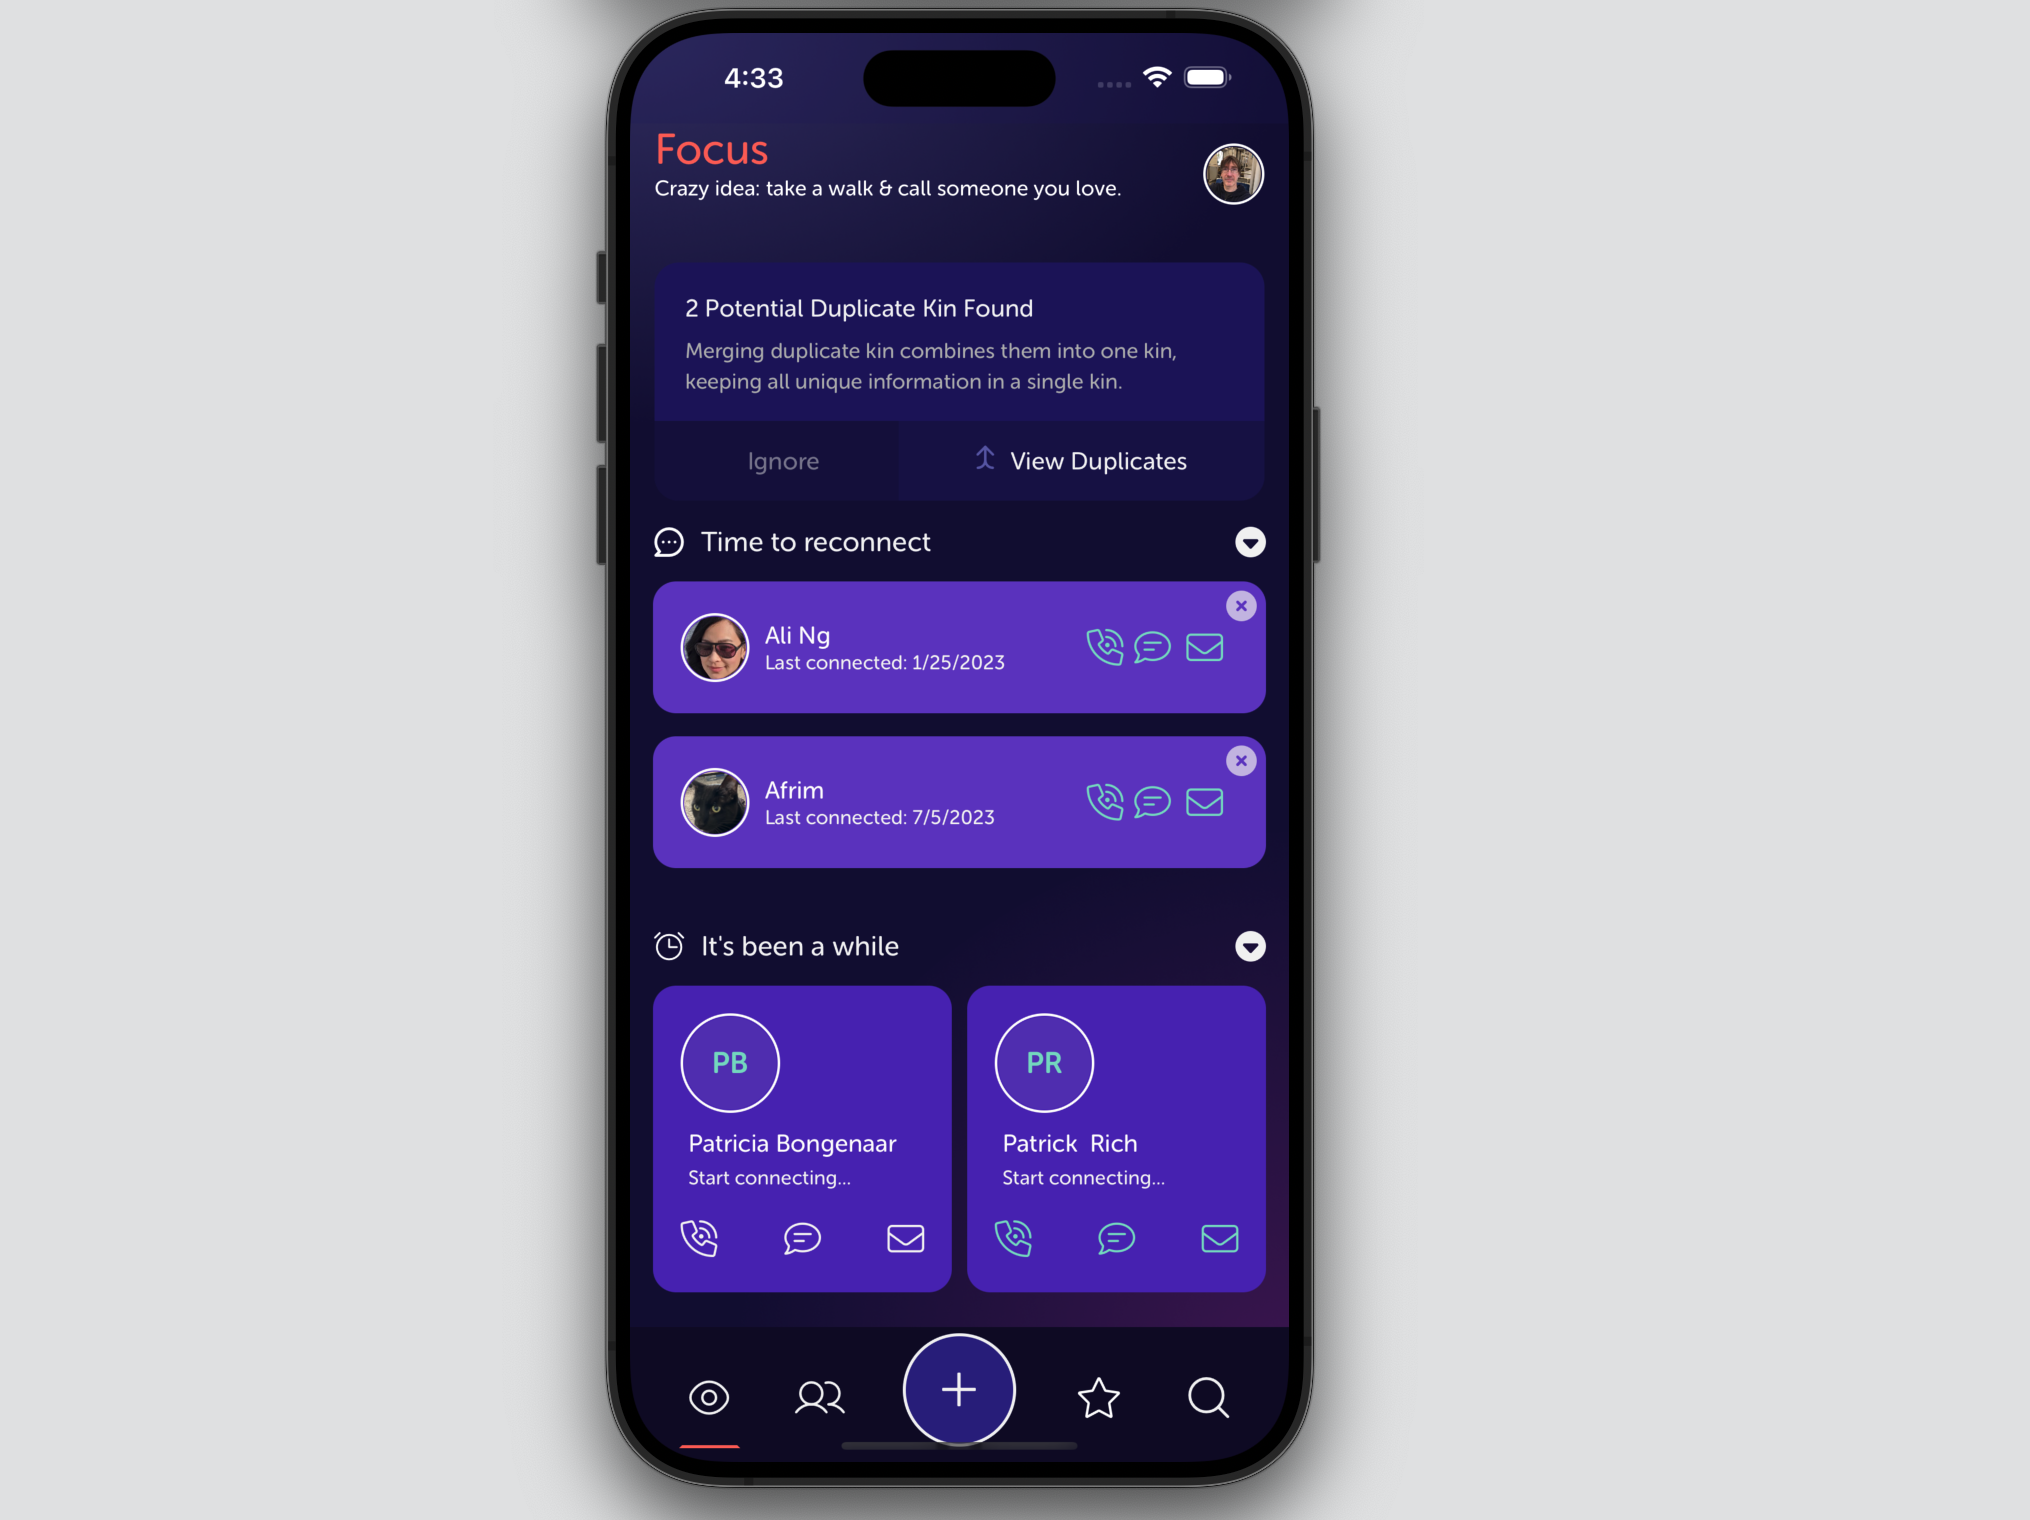 4:33
Focus
Crazy idea: take a walk & call someone you love.
2 Potential Duplicate Kin Found
Merging duplicate kin combines them into one kin,
keeping all unique information in a single kin.
Ignore
View Duplicates
Time to reconnect
Ali Ng
Last connected: 1/25/2023
Afrim
Last connected: 7/5/2023
It's been a while
PB
Patricia Bongenaar
Start connecting...
PR
Patrick  Rich
Start connecting...